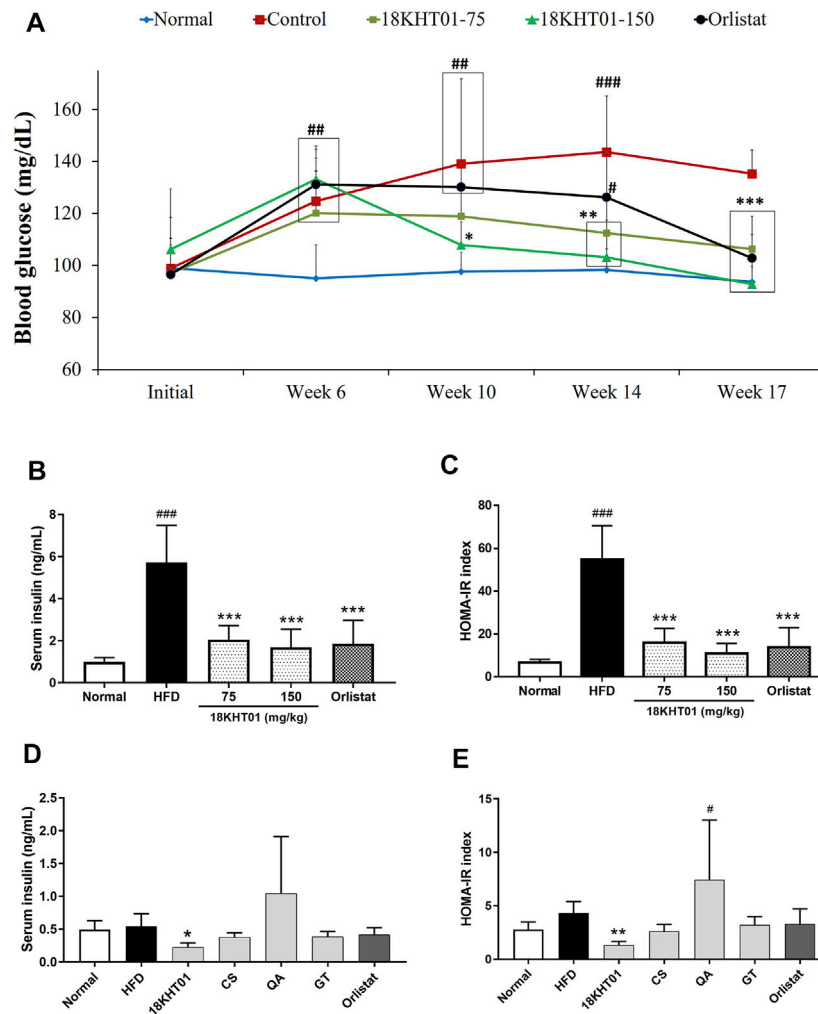 A
Normal Control 18KHT01-75 18KHT01-150 Orlistat
Blood glucose (mg/dL)
160
140
120
100
80
60
##
##
###
#
*
**
***
Initial Week 6 Week 10 Week 14 Week 17
B
Serum insulin (ng/mL)
8
6
4
2
0
###
*** *** ***
Normal HFD 75 150 Orlistat
18KHT01 (mg/kg)
C
HOMA-IR index
80
60
40
20
0
###
*** *** ***
Normal HFD 75 150 Orlistat
18KHT01 (mg/kg)
D
Serum insulin (ng/mL)
2.5
2.0
1.5
1.0
0.5
0.0
*
Normal HFD 18KHT01 CS QA GT Orlistat
E
HOMA-IR index
15
10
5
0
#
**
Normal HFD 18KHT01 CS QA GT Orlistat